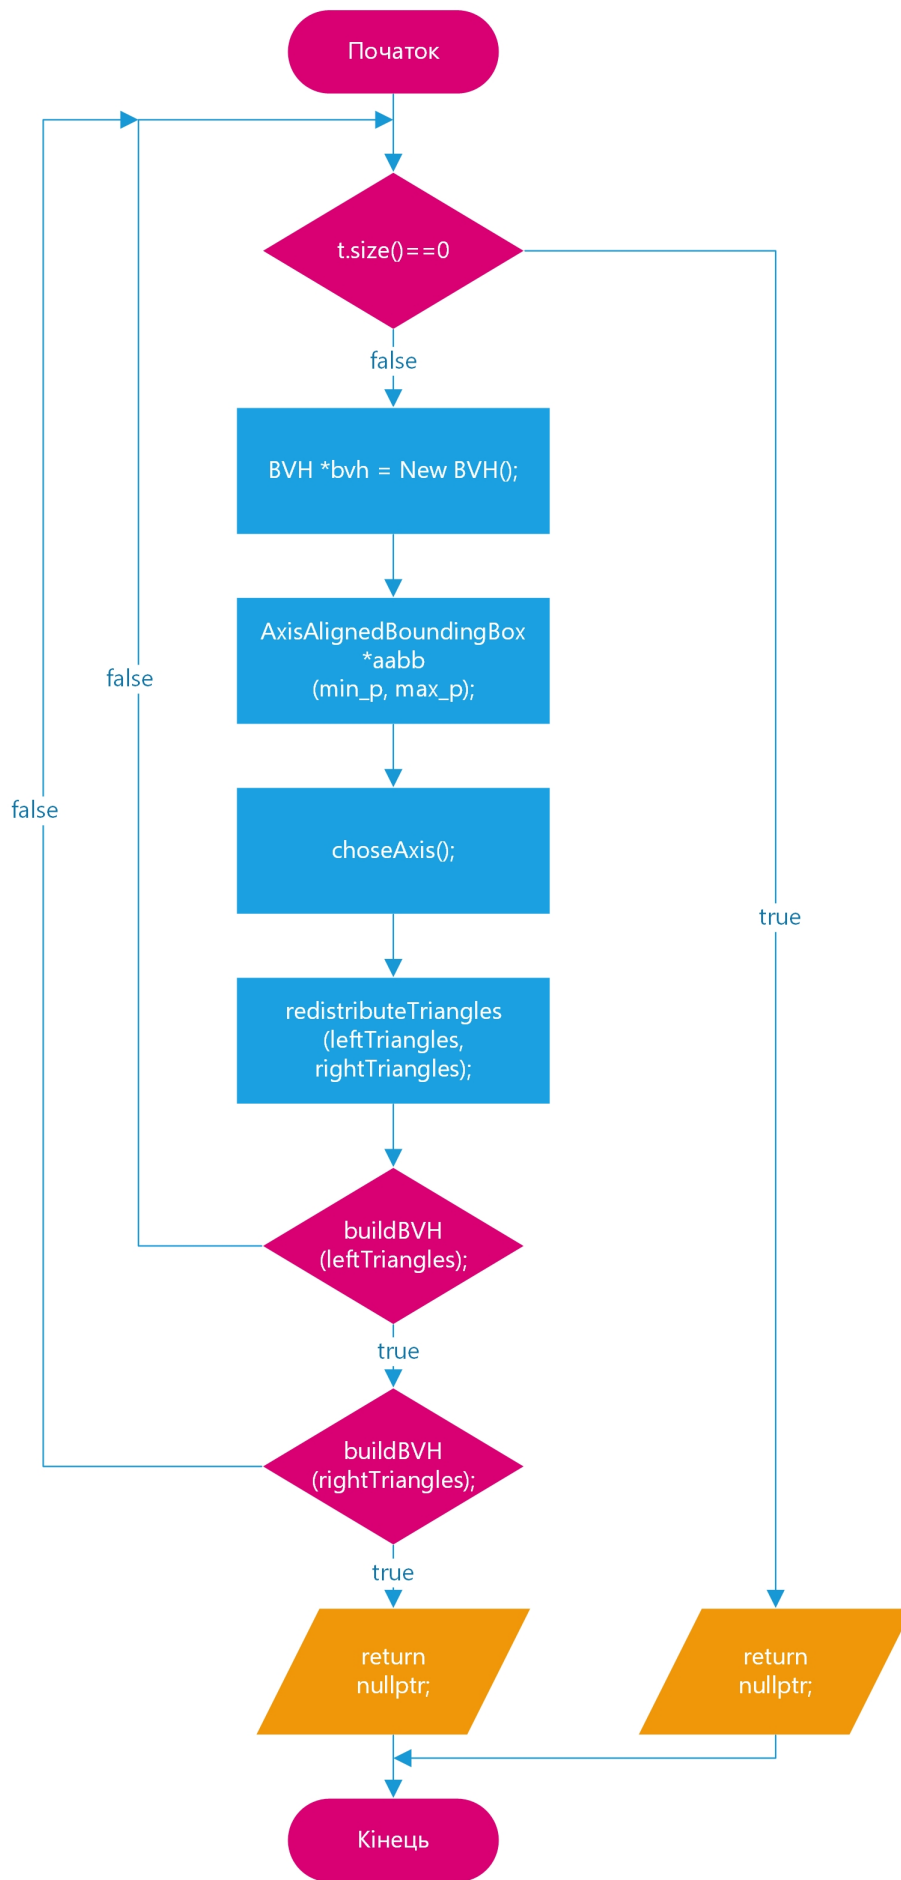 Початок
t.size()==0
false
BVH *bvh = New BVH();
AxisAlignedBoundingBox
*aabb
(min_p, max_p);
false
false
choseAxis();
true
redistributeTriangles
(leftTriangles,
rightTriangles);
buildBVH
(leftTriangles);
true
buildBVH
(rightTriangles);
true
return
nullptr;
return
nullptr;
Кінець